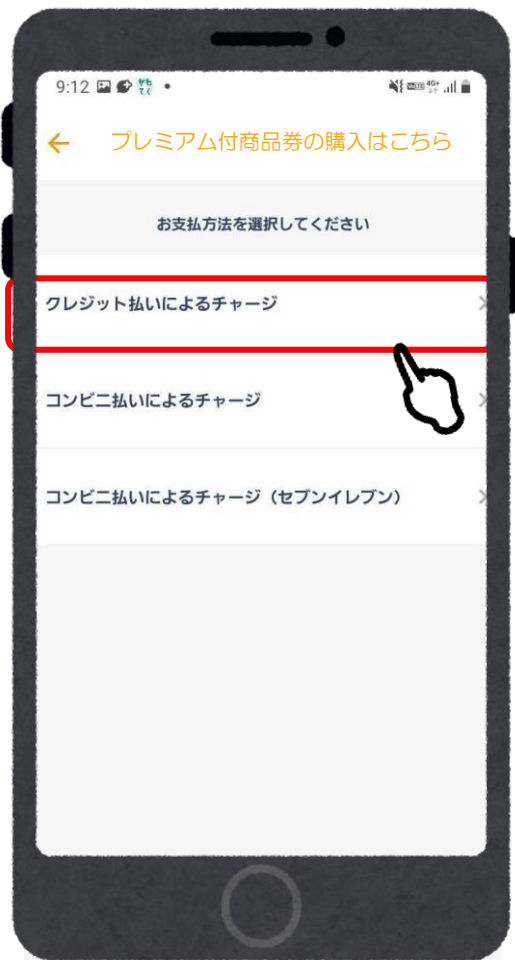 9:12
プレミアム付商品券の購入はこちら
お支払方法を選択してください
クレジット払いによるチャージ
コンビニ払いによるチャージ
コンビニ払いによるチャージ（セブンイレブン）